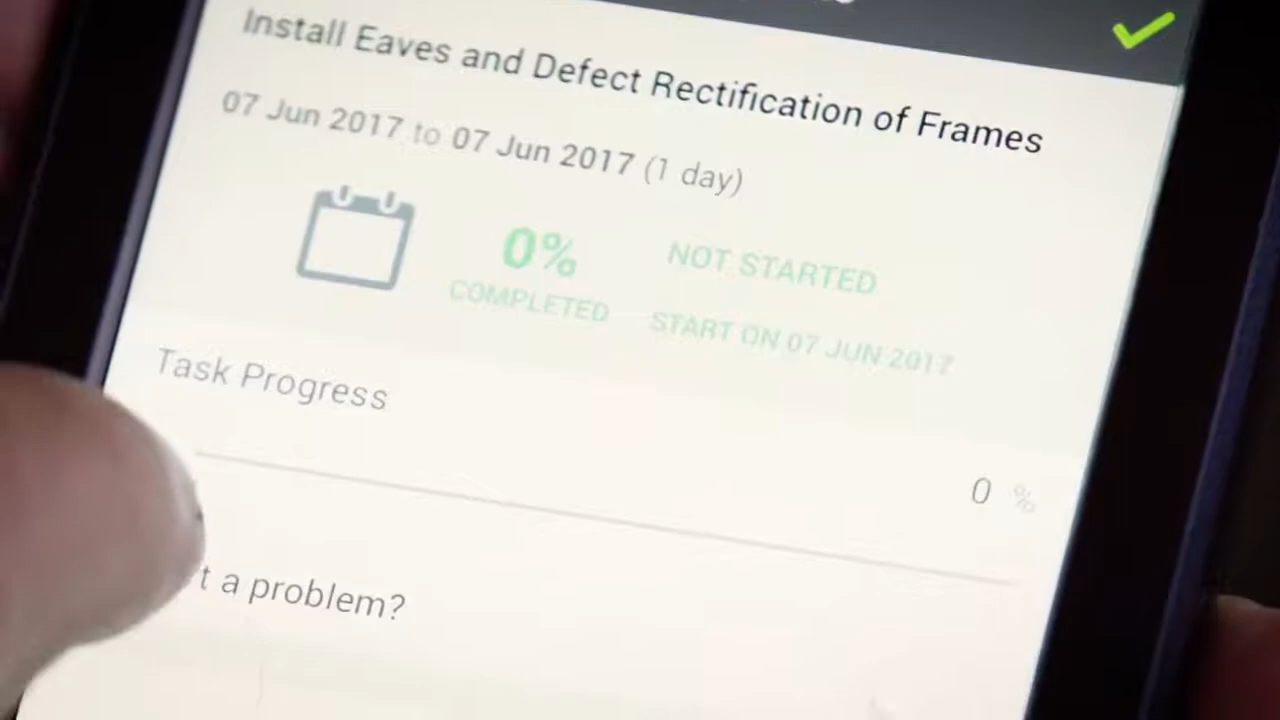 Install Eaves and Defect Rectification of Frames
07 Jun 2017 to 07 Jun 2017 (1 day)
0%
COMPLETED
NOT STARTED
START ON 07 JUN 2017
Task Progress
0 %
t a problem?